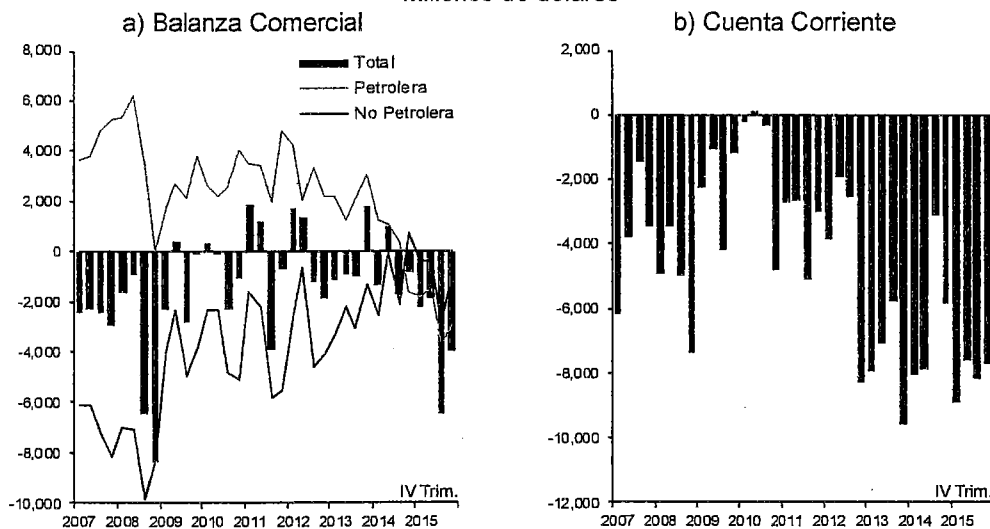 Millones de dólares
a) Balanza Comercial
8,000
6,000
4,000
2,000
0
-2,000
-4,000
-6,000
-8,000
-10,000
Total
Petrolera
No Petrolera
IV Trim.
2007 2008 2009 2010 2011 2012 2013 2014 2015
b) Cuenta Corriente
2,000
0
-2,000
-4,000
-6,000
-8,000
-10,000
-12,000
IV Trim.
2007 2008 2009 2010 2011 2012 2013 2014 2015